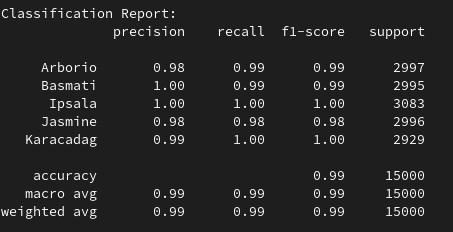 Classification Report:
precision recall f1-score support
Arborio 0.98 0.99 0.99 2997
Basmati 1.00 0.99 0.99 2995
Ipsala 1.00 1.00 1.00 3083
Jasmine 0.98 0.98 0.98 2996
Karacadag 0.99 1.00 1.00 2929
accuracy 0.99 15000
macro avg 0.99 0.99 0.99 15000
weighted avg 0.99 0.99 0.99 15000